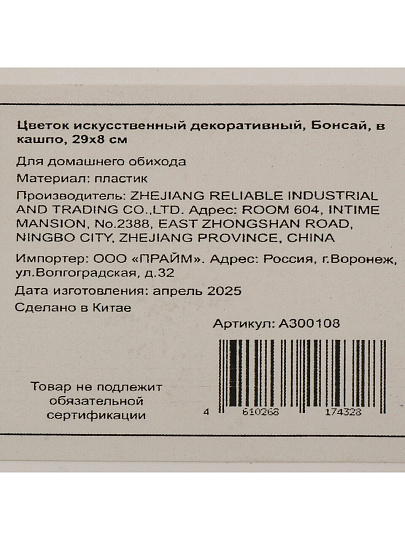 Цветок искусственный декоративный, Бонсай, в
кашпо, 29х8 см
Для домашнего обихода
Материал: пластик
Производитель: ZHEJIANG RELIABLE INDUSTRIAL
AND TRADING CO.,LTD. Адрес: ROOM 604, INTIME
MANSION, No.2388, EAST ZHONGSHAN ROAD,
NINGBO CITY, ZHEJIANG PROVINCE, CHINA
Импортер: ООО «ПРАЙМ». Адрес: Россия, г.Воронеж,
ул.Волгоградская, д.32
Дата изготовления: апрель 2025
Сделано в Китае
Артикул: А300108
Товар не подлежит
обязательной
сертификации
4 610268 174328